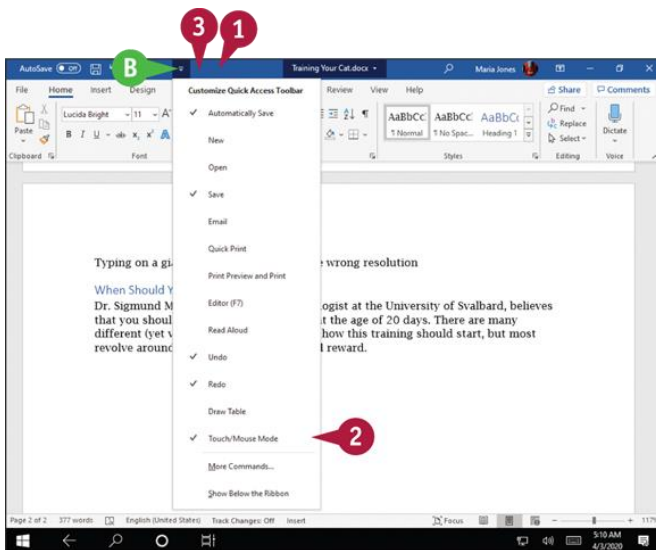 3 1
B
AutoSave Off Training Your Cat.docx Maria Jones
File Home Insert Design Review View Help Share Comments
Customize Quick Access Toolbar
Automatically Save
New
Open
Save
Email
Quick Print
Print Preview and Print
Editor (F7)
Read Aloud
Undo
Redo
Draw Table
Touch/Mouse Mode
2
More Commands...
Show Below the Ribbon
Paste
Lucida Bright 11 A
B I U ab x, x' A
Clipboard Font
AaBbCc AaBbCc AaBbCc
¶ Normal ¶ No Spac... Heading 1
Styles
Find
Replace
Select
Editing
Dictate
Voice
Typing on a gi wrong resolution
When Should Y
Dr. Sigmund M logist at the University of Svalbard, believes
that you shoul t the age of 20 days. There are many
different (yet v how this training should start, but most
revolve around l reward.
Page 2 of 2 377 words English (United States) Track Changes: Off Insert Focus 117%
5:10 AM
4/3/2020